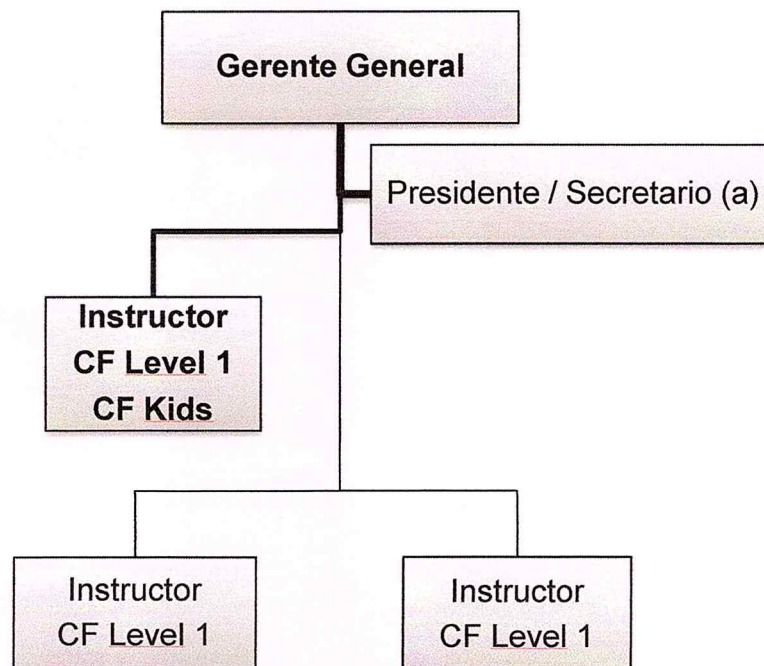 Gerente General
Presidente / Secretario (a)
Instructor
CF Level 1
CF Kids
Instructor
CF Level 1
Instructor
CF Level 1